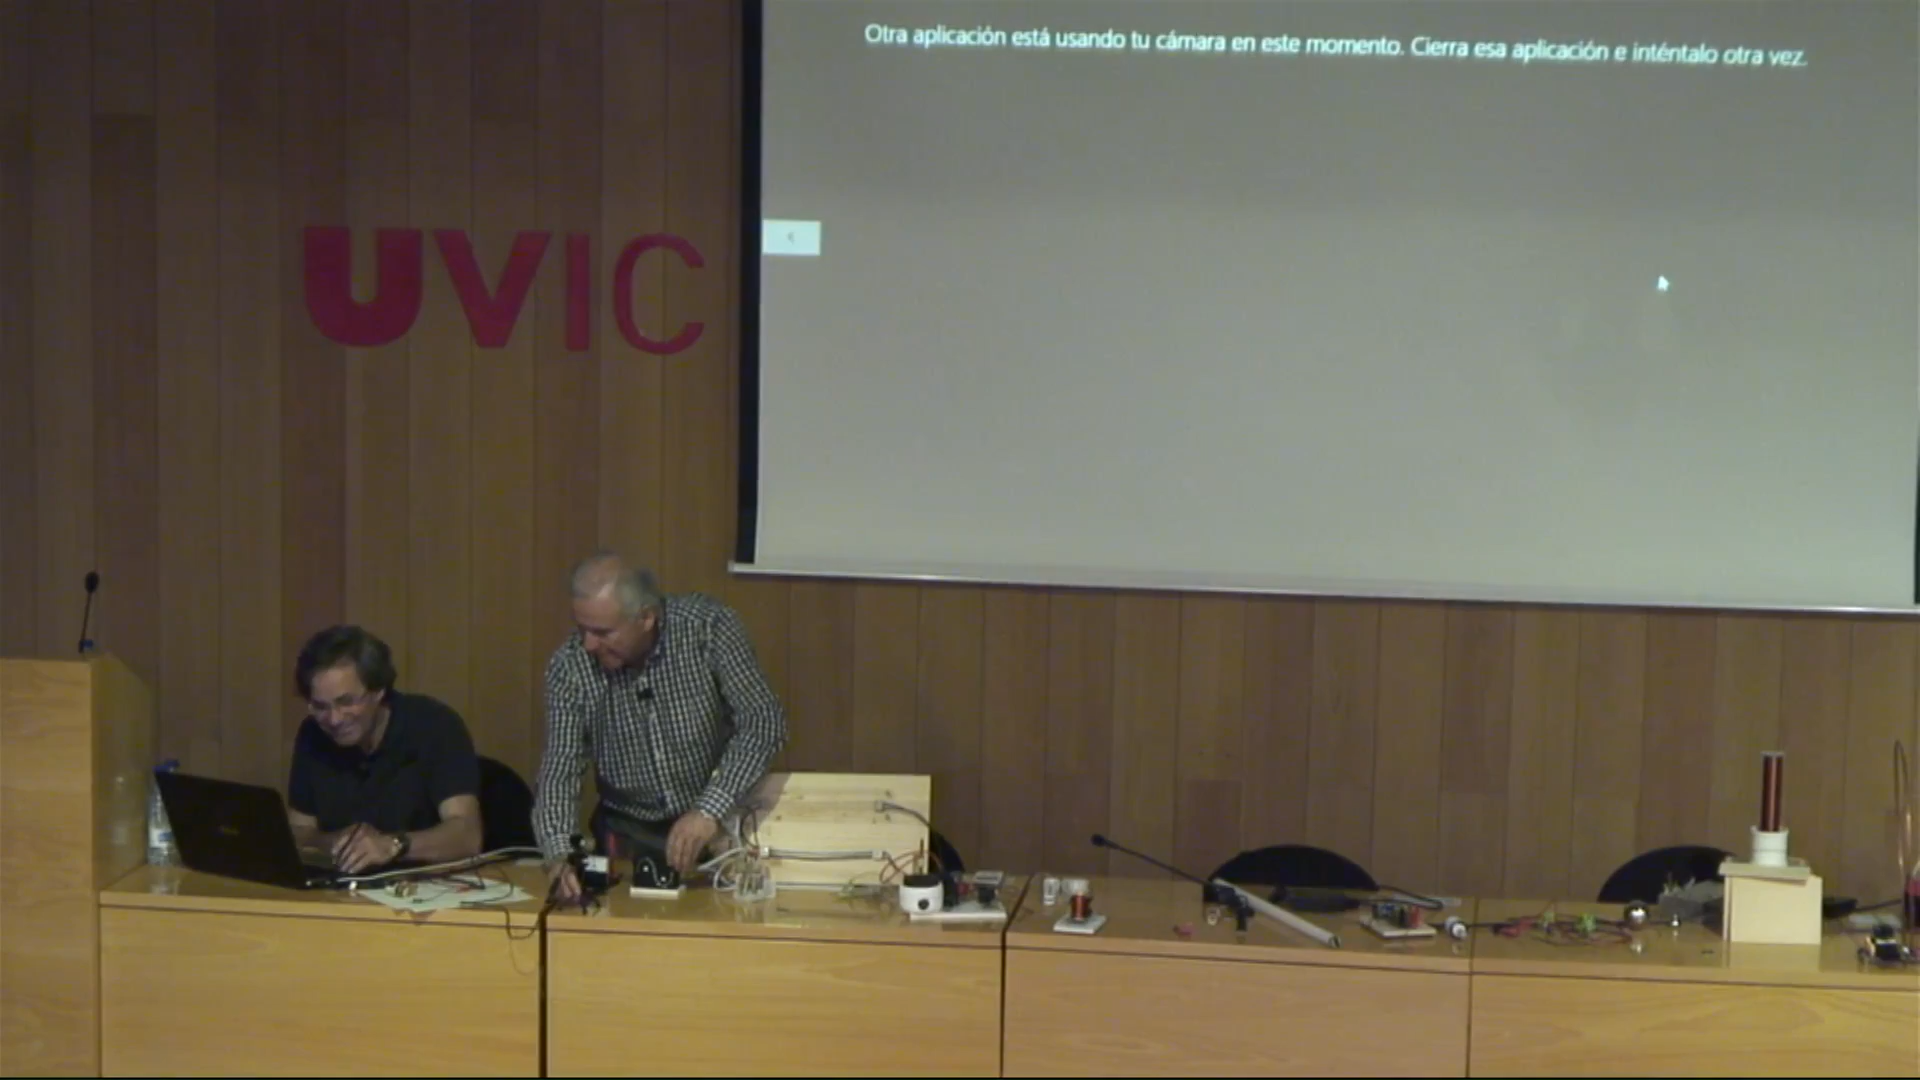 Otra aplicación está usando tu cámara en este momento. Cierra esa aplicación e inténtalo otra vez.
UVIC